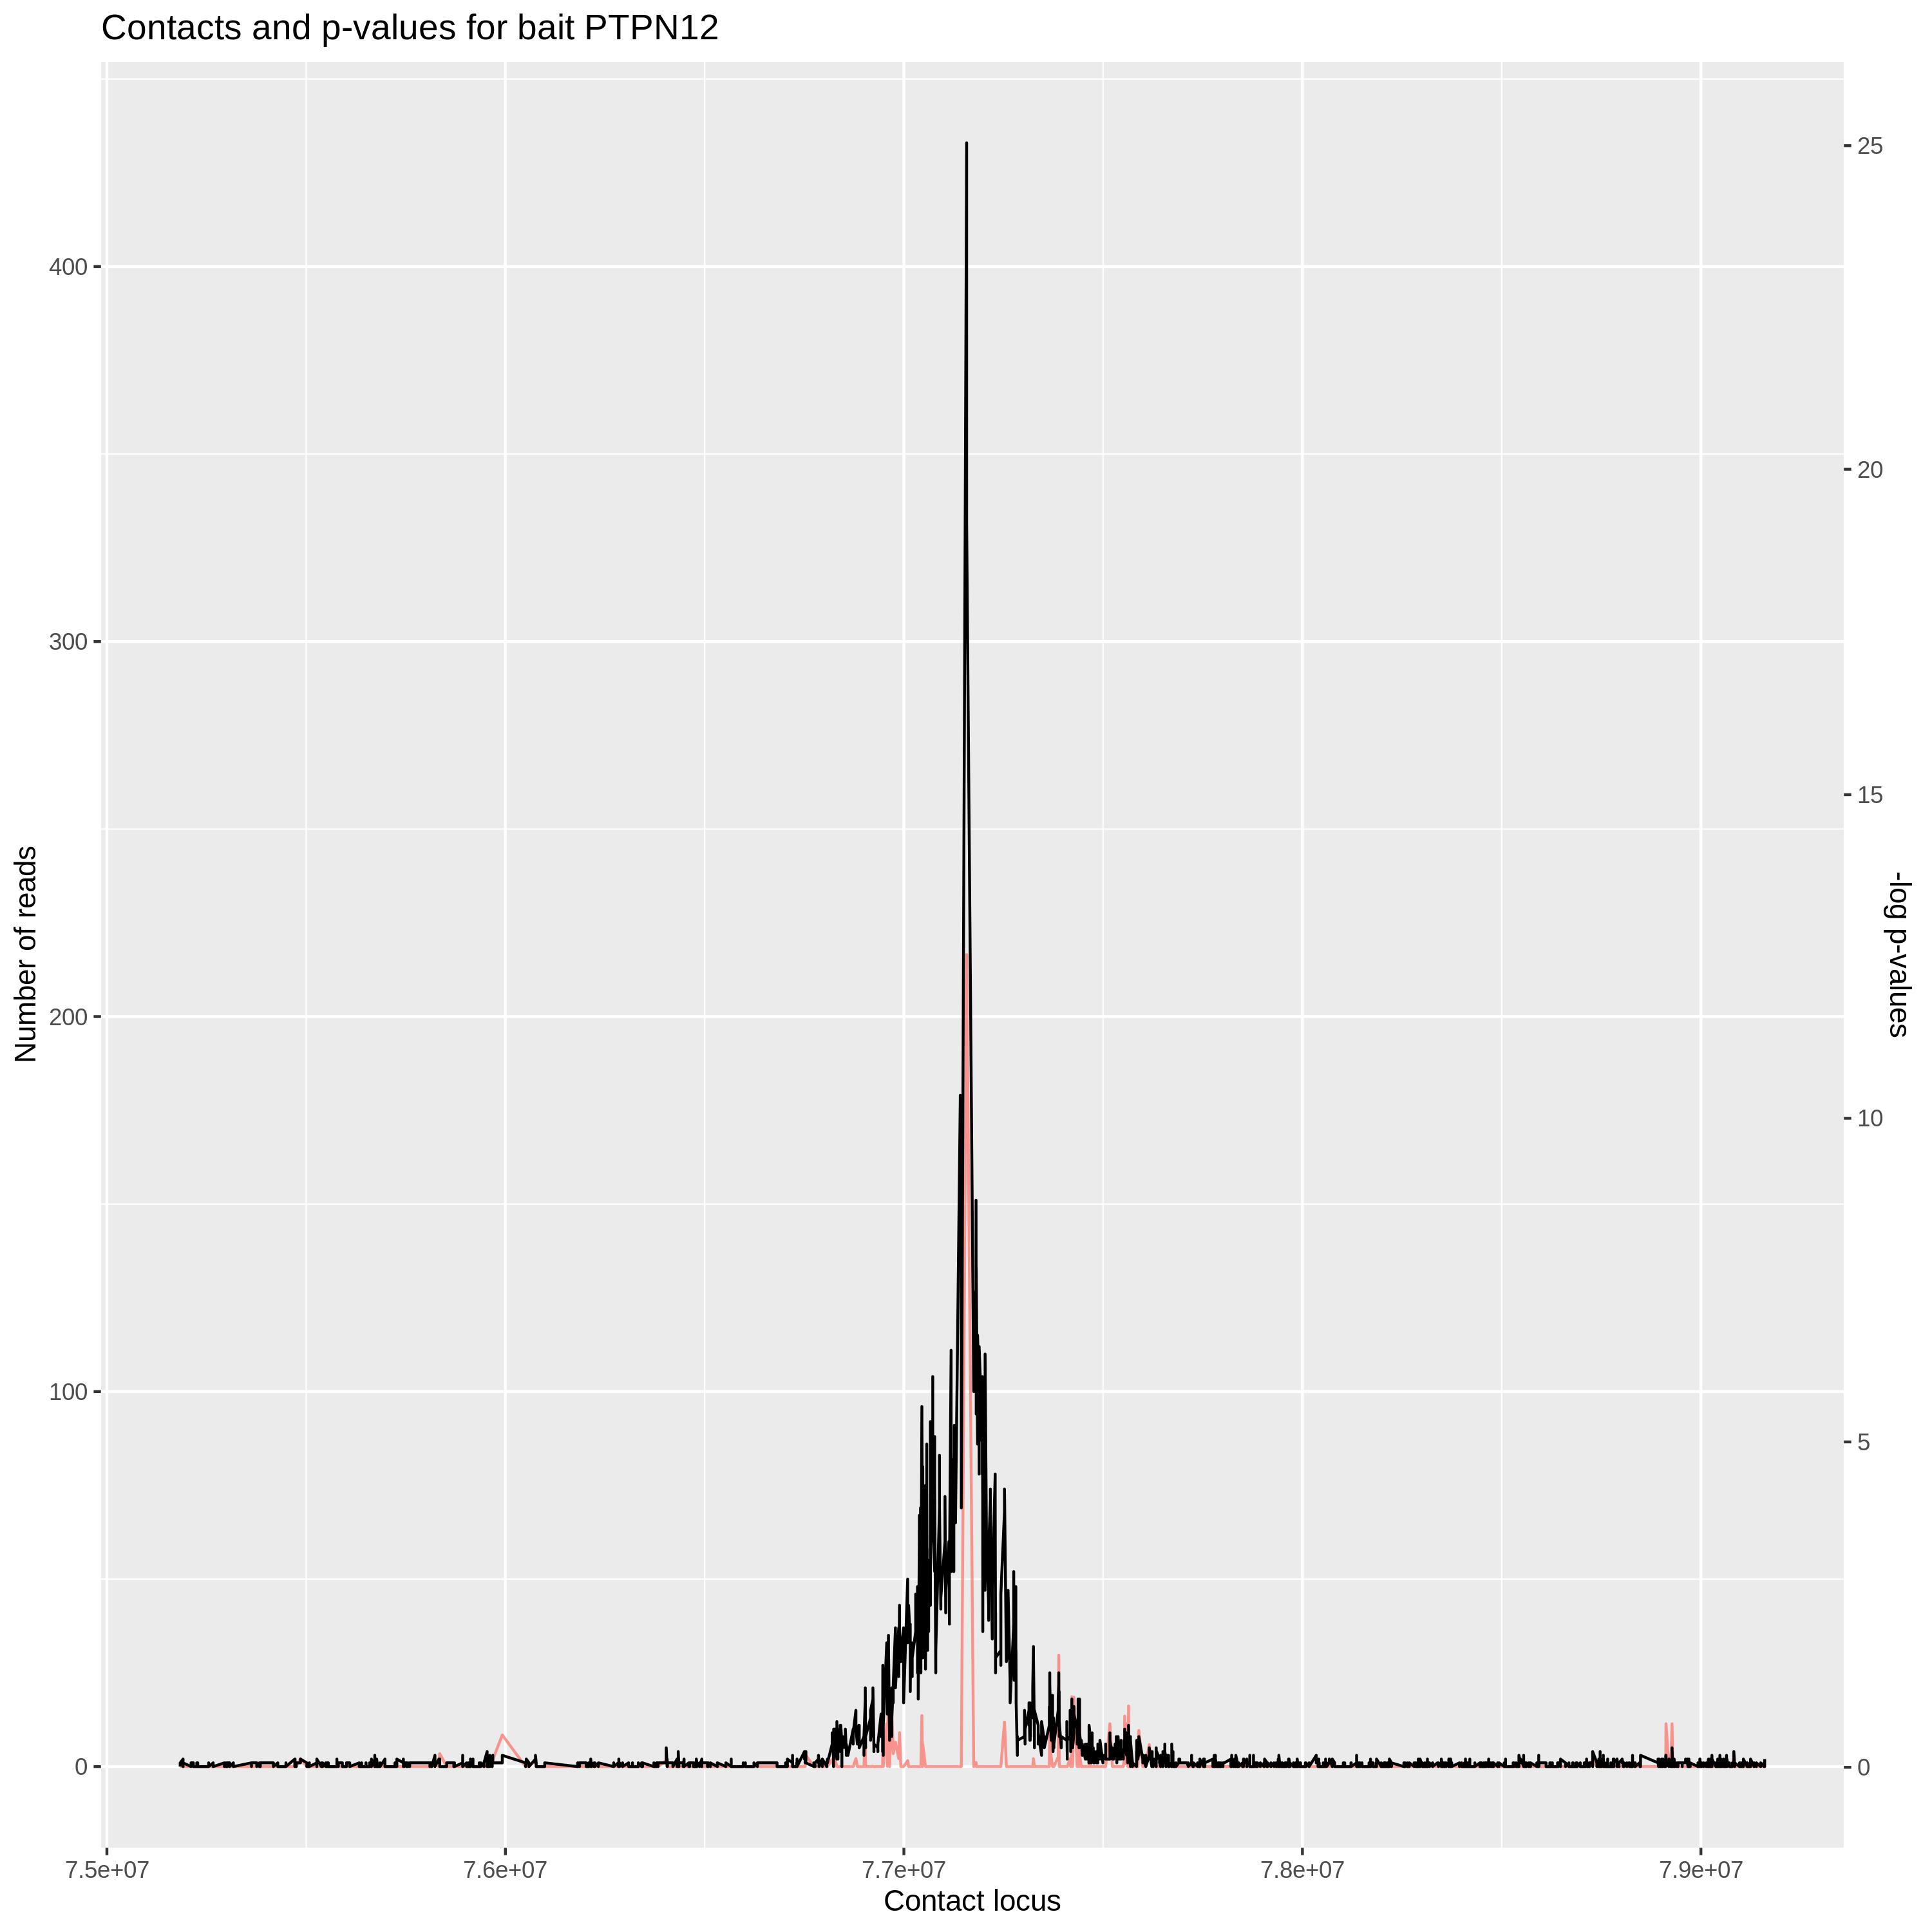 Contacts and p-values for bait PTPN12
Number of reads
400
300
200
100
0
25
20
15
10
5
0
-log p-values
7.5e+07
7.6e+07
7.7e+07
7.8e+07
7.9e+07
Contact locus